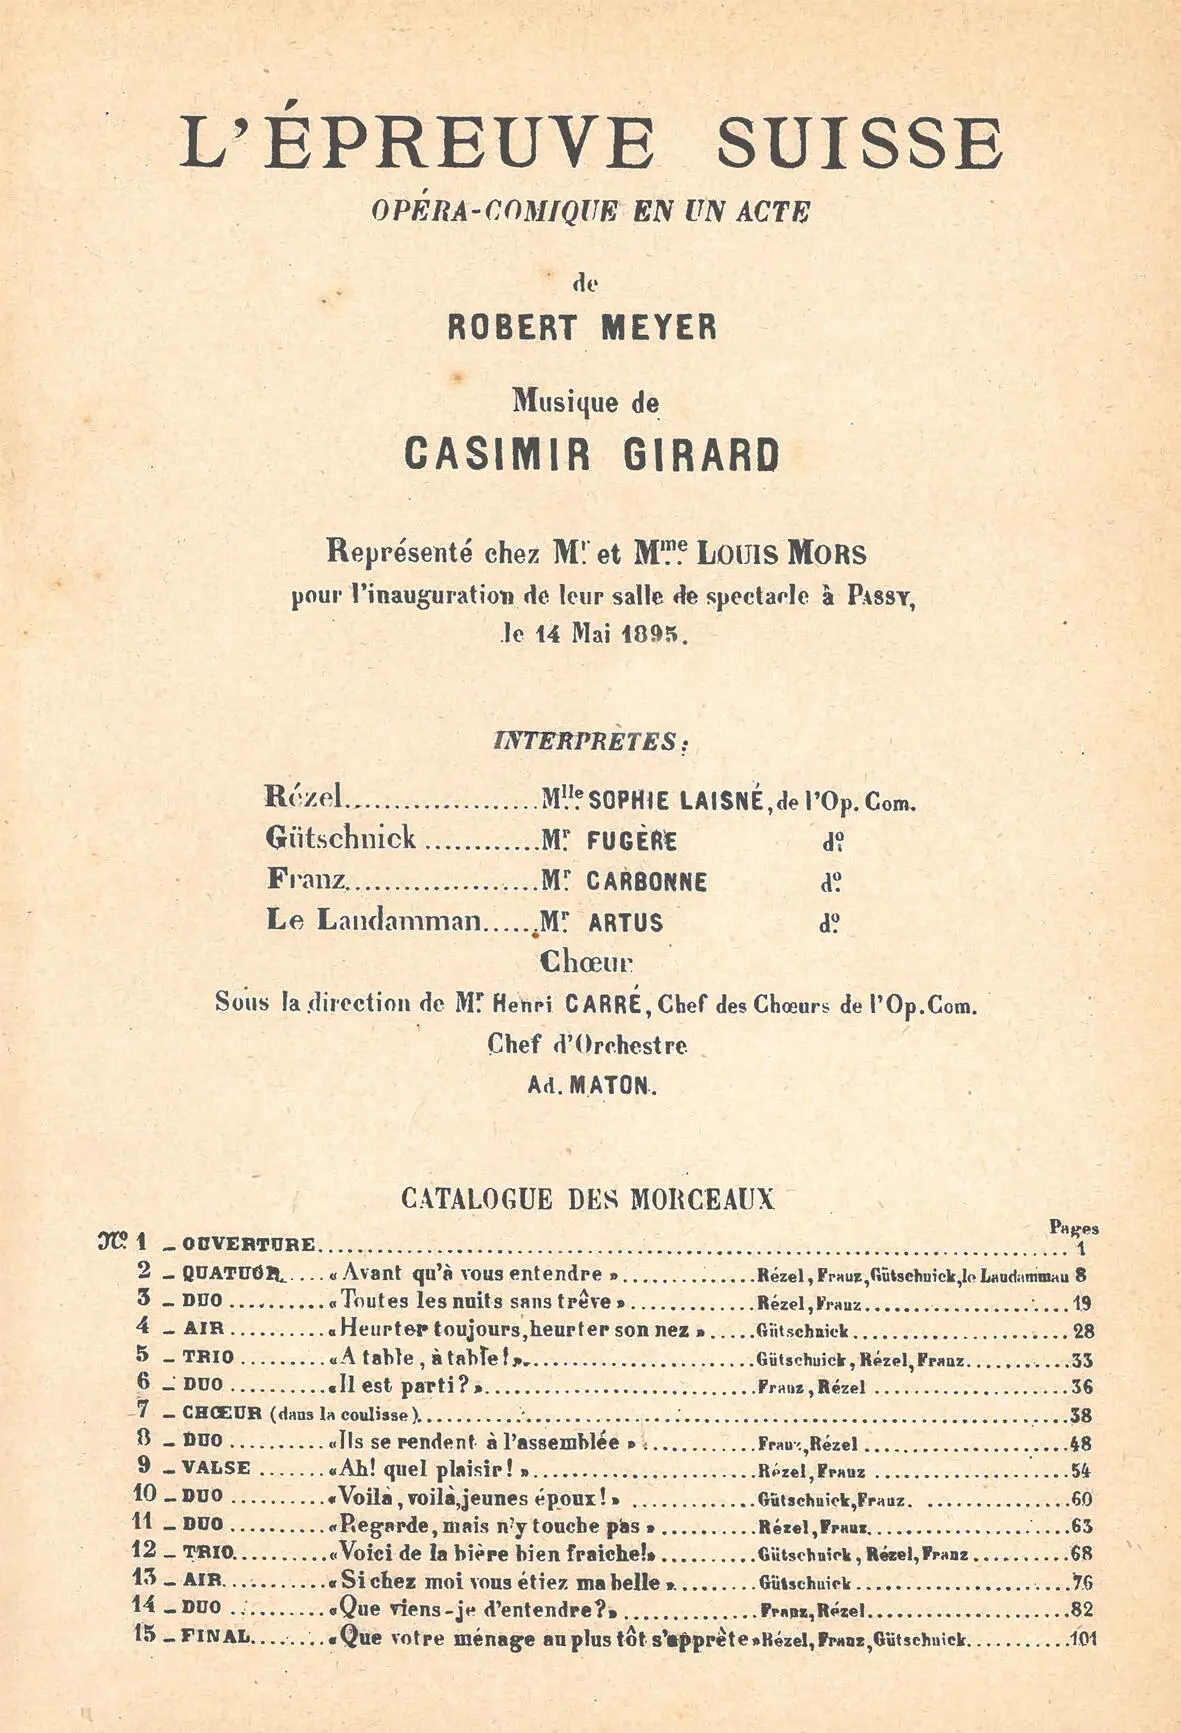 L'ÉPREUVE SUISSE
OPÉRA-COMIQUE EN UN ACTE
de
ROBERT MEYER
Musique de
CASIMIR GIRARD
Représenté chez Mr. et Mme. LOUIS MORS
pour l'inauguration de leur salle de spectacle à PASSY,
le 14 Mai 1895.
INTERPRÈTES:
Rézel.....................Mlle. SOPHIE LAISNÉ, de l'Op. Com.
Gütschnick............Mr. FUGÈRE do.
Franz....................Mr. CARBONNE do.
Le Landamman......Mr. ARTUS do.
Chœur
Sous la direction de Mr. Henri CARRÉ, Chef des Chœurs de l'Op. Com.
Chef d'Orchestre
Ad. MATON.
CATALOGUE DES MORCEAUX
Pages
No. 1 _ OUVERTURE..........1
2 _ QUATUOR.....«Avant qu'à vous entendre»..........Rézel, Franz, Gütschnick, le Landamman 8
3 _ DUO..........«Toutes les nuits sans trêve»..........Rézel, Franz..........19
4 _ AIR..........«Heurter toujours, heurter son nez».....Gütschnick..........28
5 _ TRIO..........«A table, à table!»..........Gütschnick, Rézel, Franz..........33
6 _ DUO..........«Il est parti?»..........Franz, Rézel..........36
7 _ CHŒUR (dans la coulisse)..........38
8 _ DUO..........«Ils se rendent à l'assemblée»..........Franz, Rézel..........48
9 _ VALSE.......«Ah! quel plaisir!»..........Rézel, Franz..........54
10 _ DUO..........«Voilà, voilà, jeunes époux!»..........Gütschnick, Franz..........60
11 _ DUO..........«Regarde, mais n'y touche pas»..........Rézel, Franz..........63
12 _ TRIO..........«Voici de la bière bien fraiche!»..........Gütschnick, Rézel, Franz..........68
13 _ AIR..........«Si chez moi vous étiez ma belle»........Gütschnick..........76
14 _ DUO..........«Que viens-je d'entendre?»..........Franz, Rézel..........82
15 _ FINAL........«Que votre ménage au plus tôt s'apprête» Rézel, Franz, Gütschnick..........101